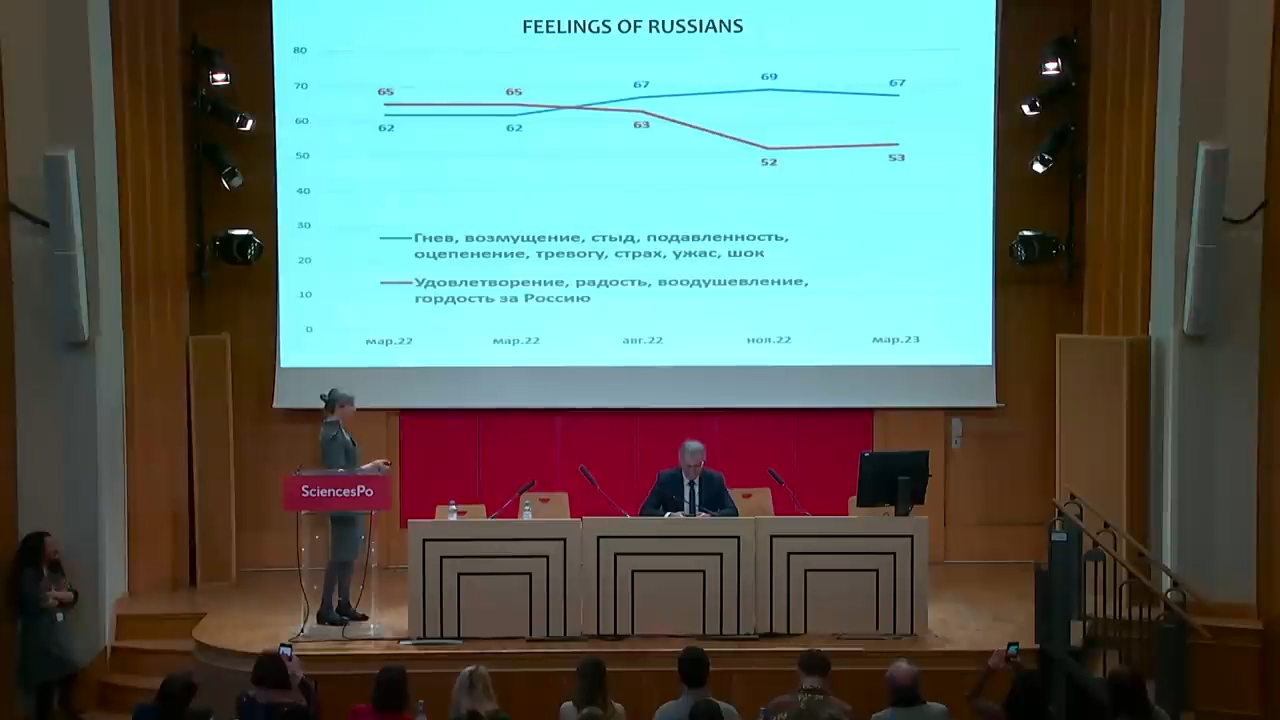 FEELINGS OF RUSSIANS
80
70
60
50
40
30
20
10
0
65
65
67
69
67
62
62
63
52
53
Гнев, возмущение, стыд, подавленность,
оцепенение, тревогу, страх, ужас, шок
Удовлетворение, радость, воодушевление,
гордость за Россию
мар.22
мар.22
авг.22
ноя.22
мар.23
SciencesPo